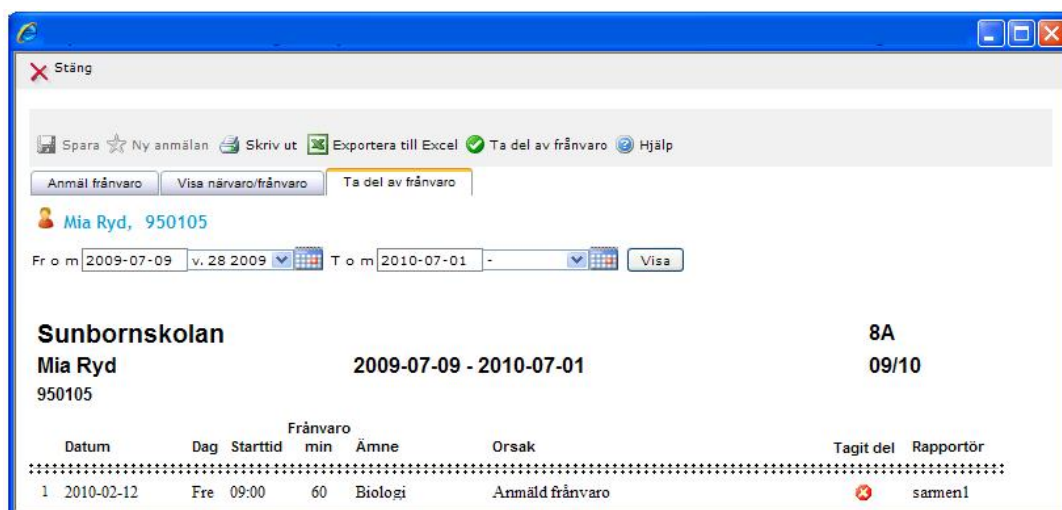 Stäng
Spara Ny anmälan Skriv ut Exportera till Excel Ta del av frånvaro Hjälp
Anmäl frånvaro Visa närvaro/frånvaro Ta del av frånvaro
Mia Ryd, 950105
Fr o m 2009-07-09 v. 28 2009 T o m 2010-07-01 - Visa
Sunbornskolan 8A
Mia Ryd 2009-07-09 - 2010-07-01 09/10
950105
Frånvaro
Datum Dag Starttid min Ämne Orsak Tagit del Rapportör
1 2010-02-12 Fre 09:00 60 Biologi Anmäld frånvaro sarmen1